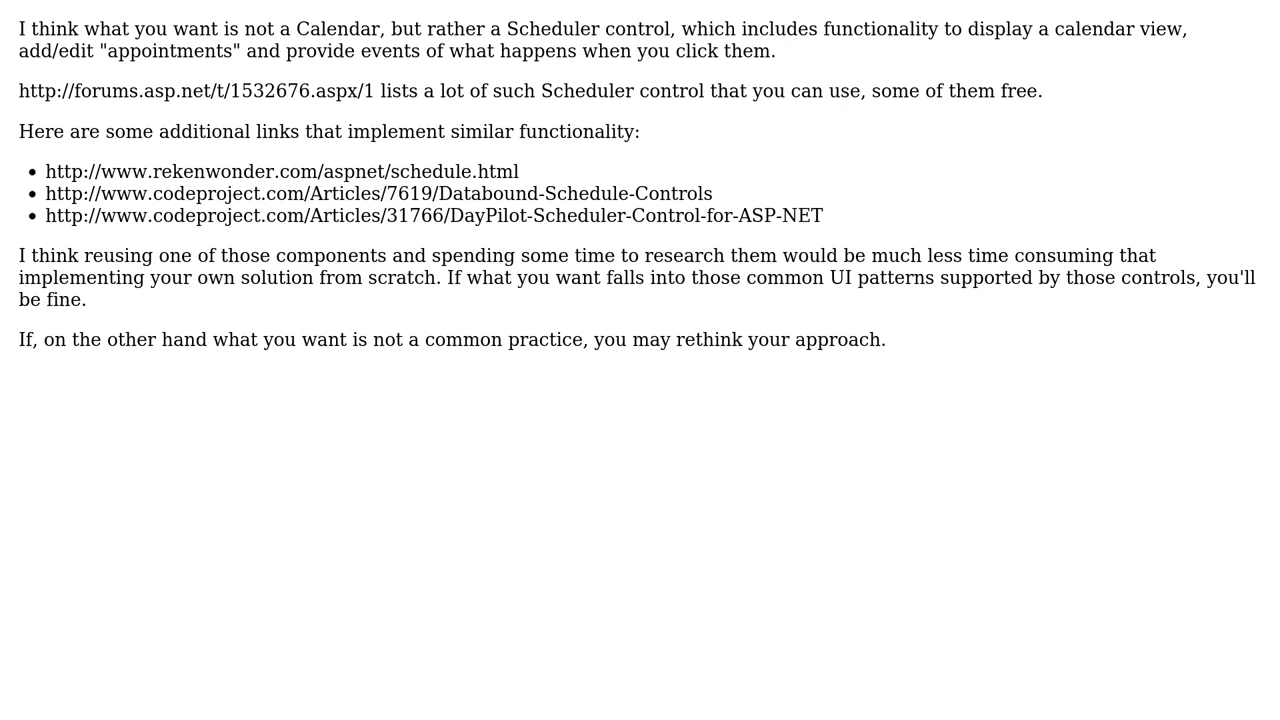 I think what you want is not a Calendar, but rather a Scheduler control, which includes functionality to display a calendar view,
add/edit "appointments" and provide events of what happens when you click them.
http://forums.asp.net/t/1532676.aspx/1 lists a lot of such Scheduler control that you can use, some of them free.
Here are some additional links that implement similar functionality:
• http://www.rekenwonder.com/aspnet/schedule.html
• http://www.codeproject.com/Articles/7619/Databound-Schedule-Controls
• http://www.codeproject.com/Articles/31766/DayPilot-Scheduler-Control-for-ASP-NET
I think reusing one of those components and spending some time to research them would be much less time consuming that
implementing your own solution from scratch. If what you want falls into those common UI patterns supported by those controls, you'll
be fine.
If, on the other hand what you want is not a common practice, you may rethink your approach.